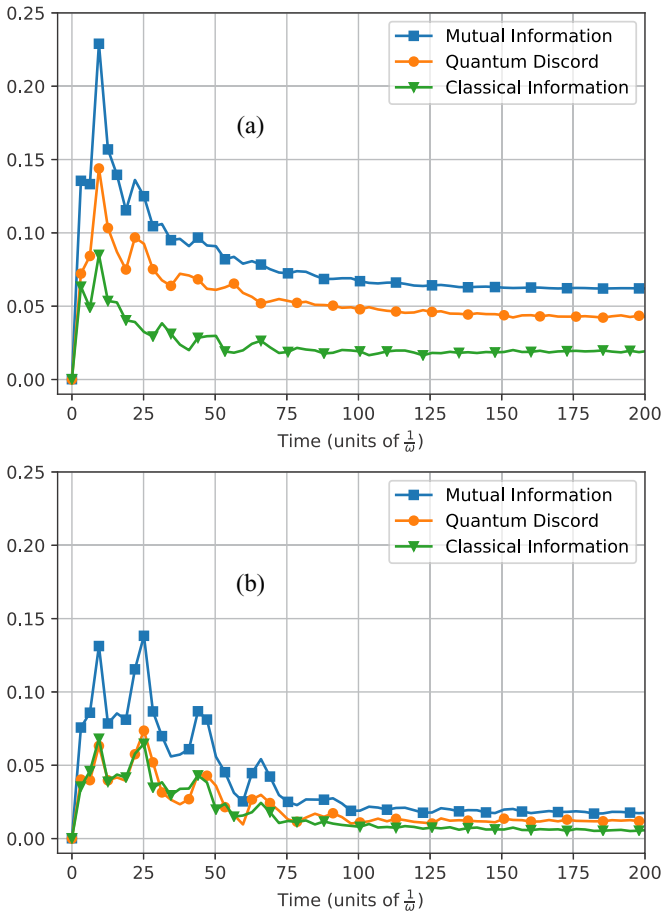 0.25
0.20
0.15
0.10
0.05
0.00
Mutual Information
Quantum Discord
Classical Information
(a)
0 25 50 75 100 125 150 175 200
Time (units of 1/ω)
0.25
0.20
0.15
0.10
0.05
0.00
Mutual Information
Quantum Discord
Classical Information
(b)
0 25 50 75 100 125 150 175 200
Time (units of 1/ω)